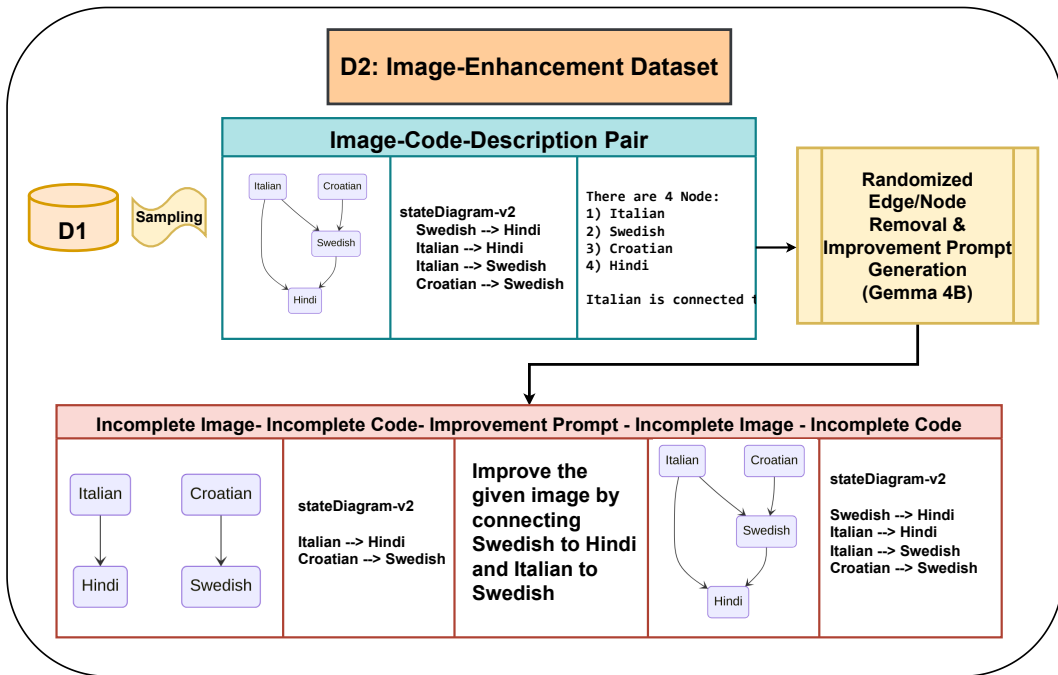 D2: Image-Enhancement Dataset
D1
Sampling
Image-Code-Description Pair
Italian
Croatian
Swedish
Hindi
stateDiagram-v2
Swedish --> Hindi
Italian --> Hindi
Italian --> Swedish
Croatian --> Swedish
There are 4 Node:
1) Italian
2) Swedish
3) Croatian
4) Hindi
Italian is connected
Randomized
Edge/Node
Removal &
Improvement Prompt
Generation
(Gemma 4B)
Incomplete Image- Incomplete Code- Improvement Prompt - Incomplete Image - Incomplete Code
Italian
Croatian
Hindi
Swedish
stateDiagram-v2
Italian --> Hindi
Croatian --> Swedish
Improve the
given image by
connecting
Swedish to Hindi
and Italian to
Swedish
Italian
Croatian
Swedish
Hindi
stateDiagram-v2
Swedish --> Hindi
Italian --> Hindi
Italian --> Swedish
Croatian --> Swedish